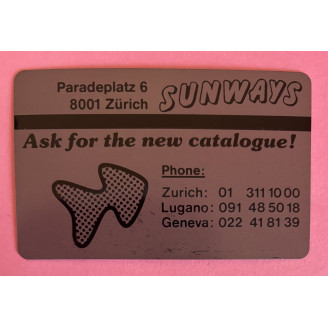 Paradeplatz 6
8001 Zürich
SUNWAYS
Ask for the new catalogue!
Phone:
Zurich: 01 311 10 00
Lugano: 091 48 50 18
Geneva: 022 41 81 39